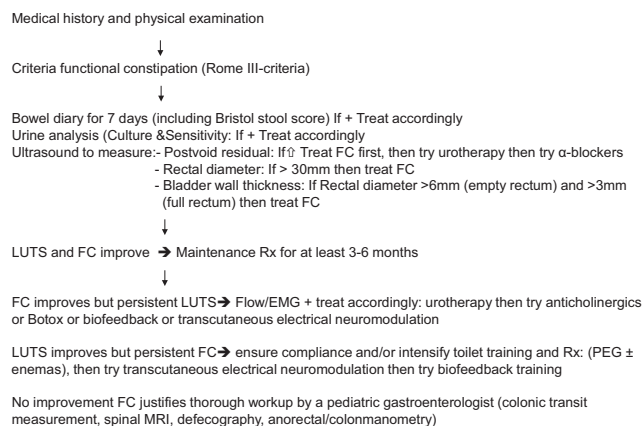 Medical history and physical examination
↓
Criteria functional constipation (Rome III-criteria)
Bowel diary for 7 days (including Bristol stool score) If + Treat accordingly
Urine analysis (Culture &Sensitivity: If + Treat accordingly
Ultrasound to measure:- Postvoid residual: If⇧ Treat FC first, then try urotherapy then try α-blockers
- Rectal diameter: If > 30mm then treat FC
- Bladder wall thickness: If Rectal diameter >6mm (empty rectum) and >3mm
(full rectum) then treat FC
↓
LUTS and FC improve ➔ Maintenance Rx for at least 3-6 months
↓
FC improves but persistent LUTS➔ Flow/EMG + treat accordingly: urotherapy then try anticholinergics
or Botox or biofeedback or transcutaneous electrical neuromodulation
LUTS improves but persistent FC➔ ensure compliance and/or intensify toilet training and Rx: (PEG ±
enemas), then try transcutaneous electrical neuromodulation then try biofeedback training
No improvement FC justifies thorough workup by a pediatric gastroenterologist (colonic transit
measurement, spinal MRI, defecography, anorectal/colonmanometry)